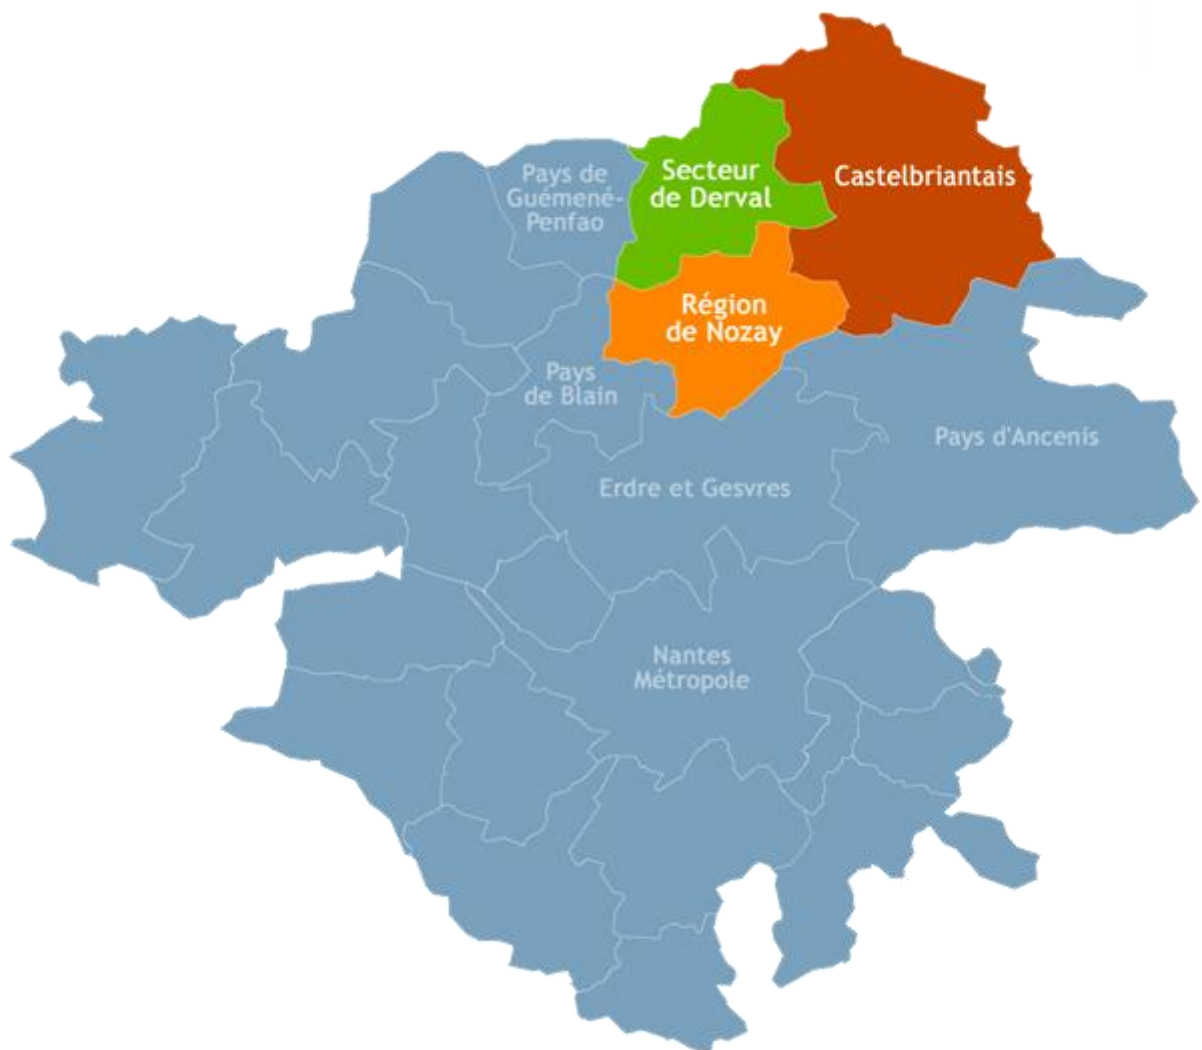 Pays de
Guémené-
Penfao
Secteur
de Derval
Castelbriantais
Région
de Nozay
Pays
de Blain
Pays d'Ancenis
Erdre et Gesvres
Nantes
Métropole